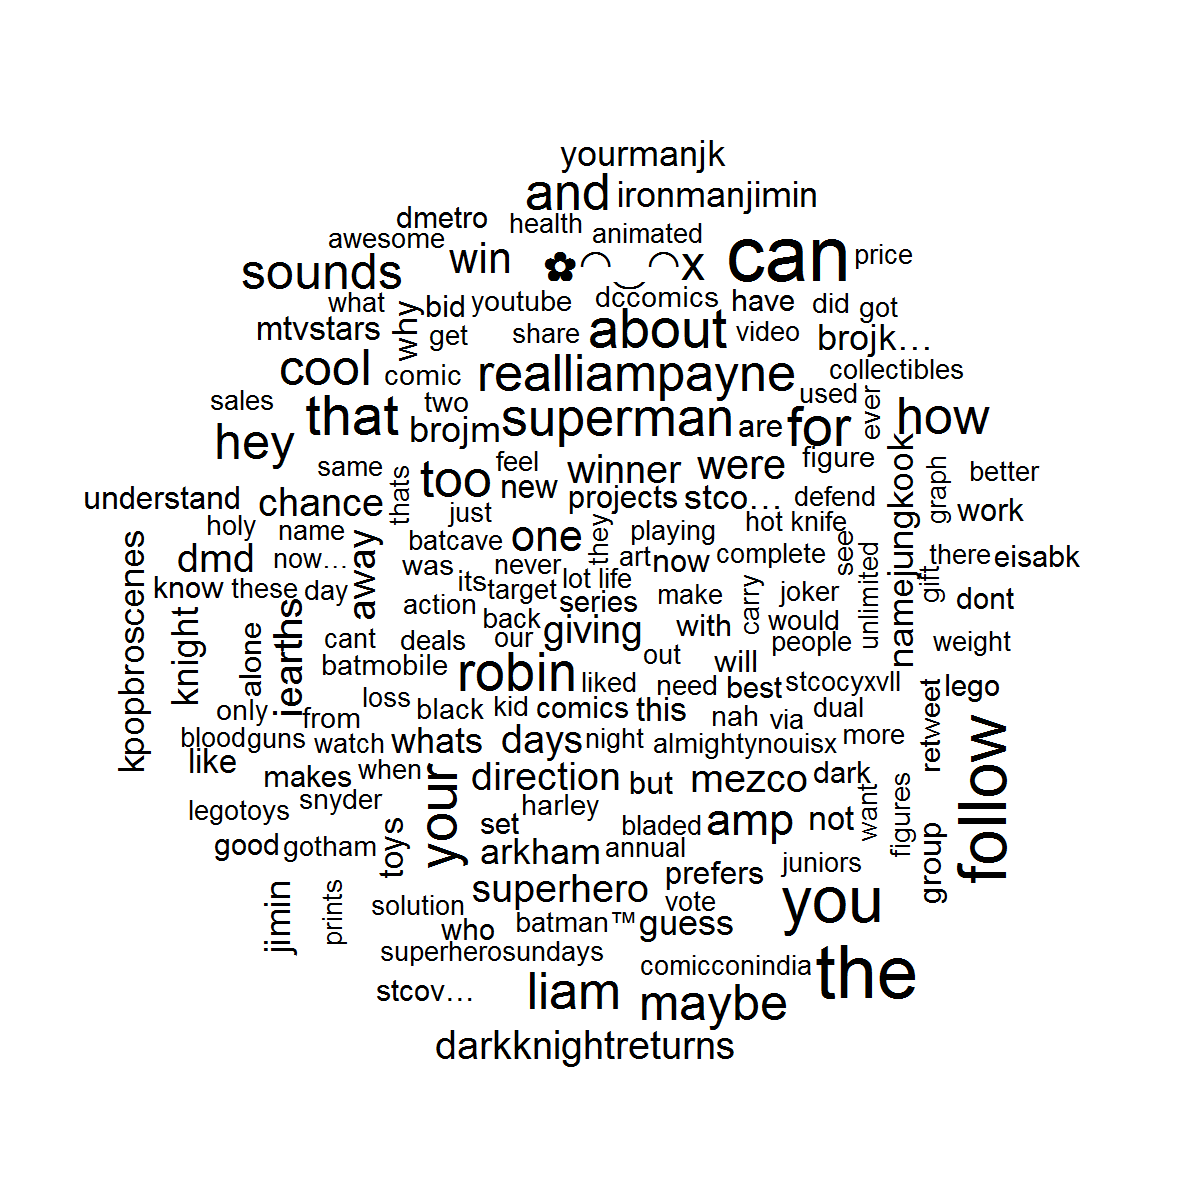 yourmanjk
and ironmanjimin
dmetro health
awesome animated
sounds win ✿◠‿◠x can price
what bid youtube dccomics have did got
mtvstars why get share about video brojk…
cool comic realliampayne collectibles
sales that two superman are for used ever how
hey brojm
same too feel winner were figure namejungkook graph better
understand chance thats new projects stco… defend work
holy name just hot knife
dmd now… away batcave one they playing see there eisabk
was never art now complete unlimited
know these day its target lot life joker gift dont
action series make carry
kpopbroscenes knight alone jearths cant deals back our giving with would people weight
batmobile robin out will
loss liked need best stcocyxvll lego
only from black kid comics this nah via dual retweet
blood guns watch whats days night almightynouisx more follow
like makes when your direction but mezco dark
legotoys snyder harley want figures
toys set bladed amp not
good gotham arkham annual group
jimin prints superhero prefers juniors
solution vote you
who batman™ guess
superherosundays
comicconindia the
stcov… liam maybe
darkknightreturns